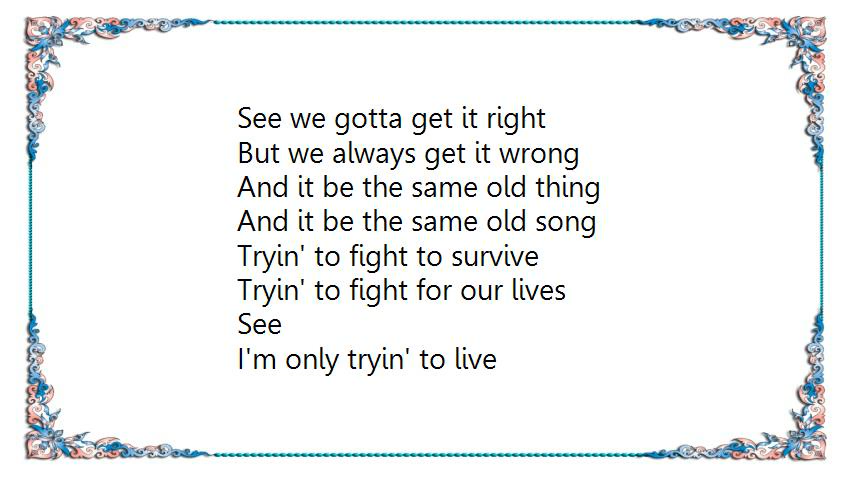 See we gotta get it right
But we always get it wrong
And it be the same old thing
And it be the same old song
Tryin' to fight to survive
Tryin' to fight for our lives
See
I'm only tryin' to live